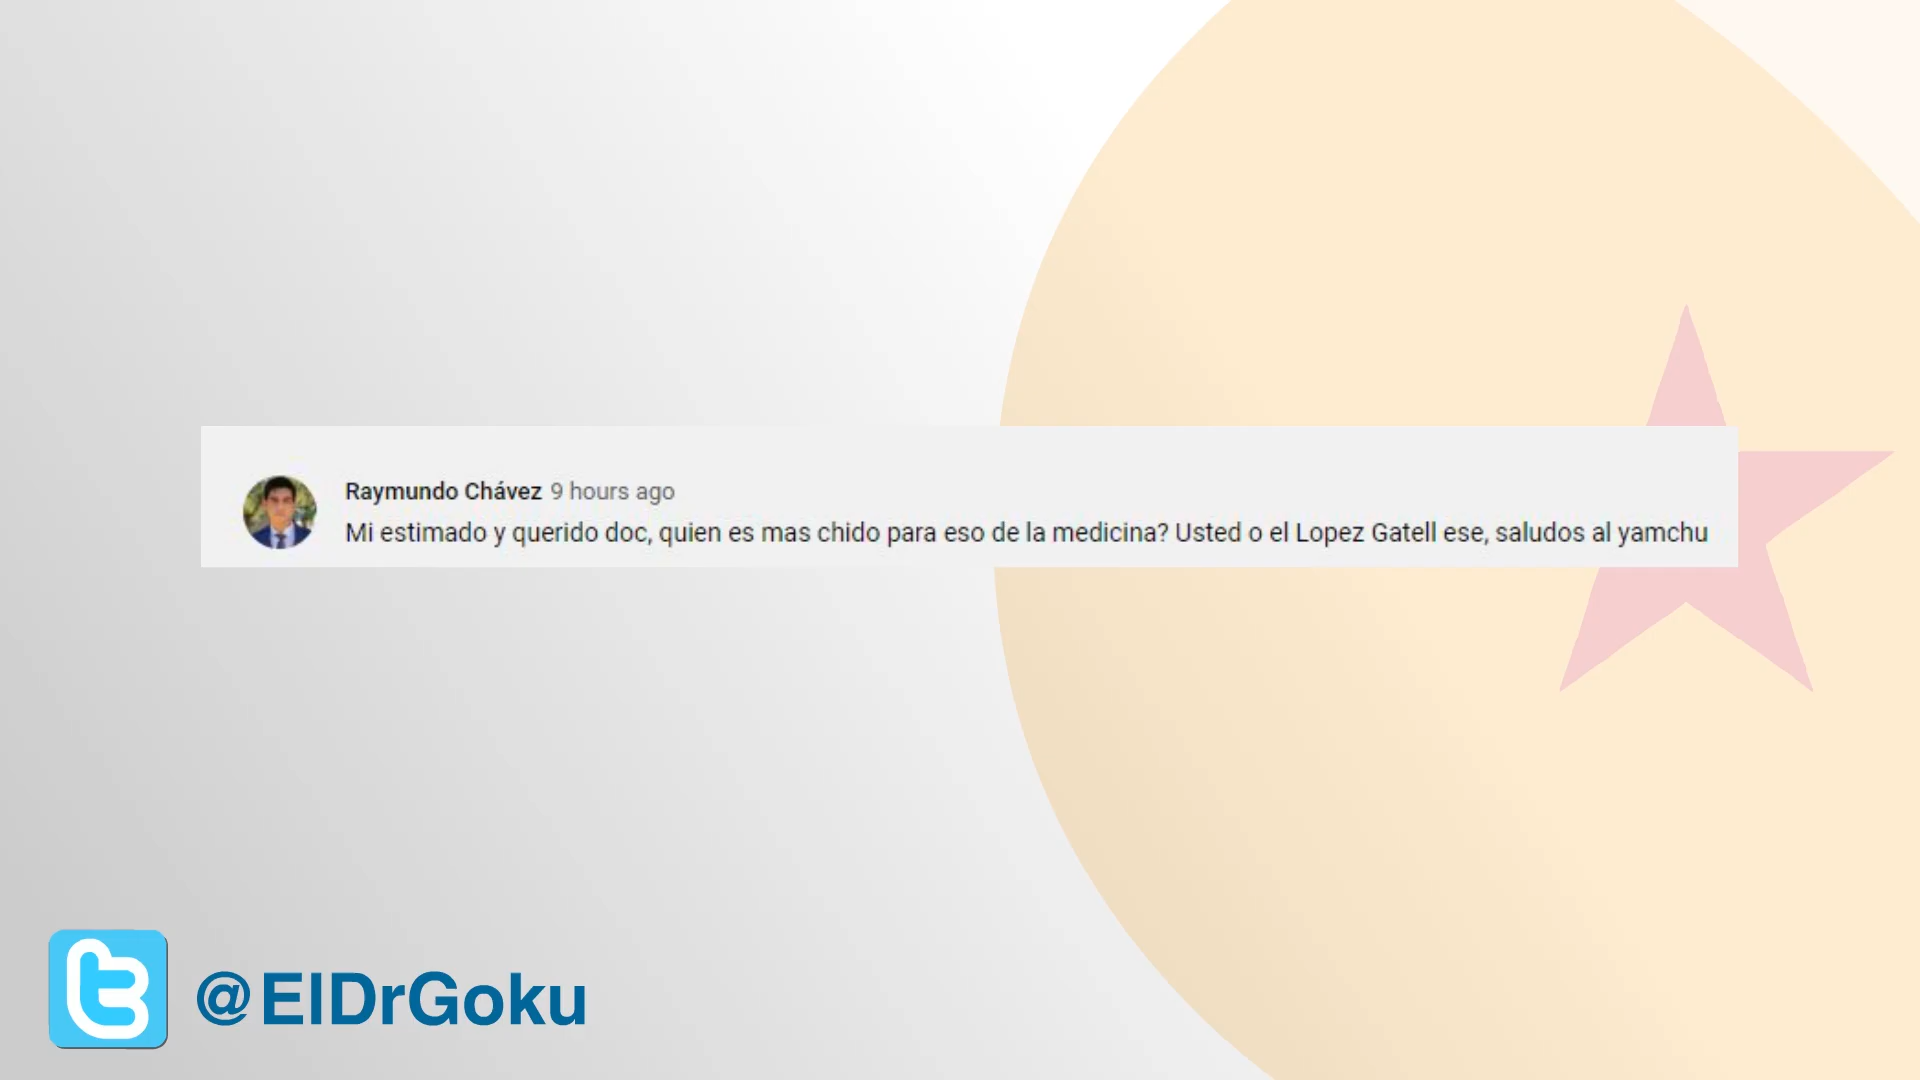 Raymundo Chávez 9 hours ago
Mi estimado y querido doc, quien es mas chido para eso de la medicina? Usted o el Lopez Gatell ese, saludos al yamchu
@ElDrGoku